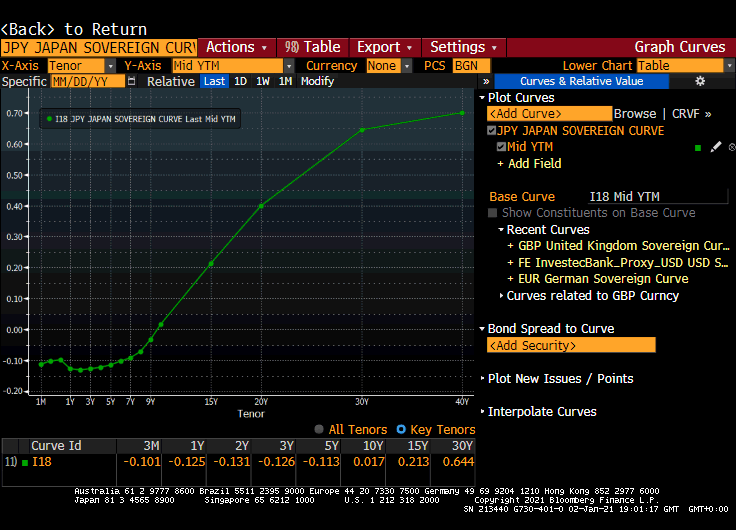 <Back> to Return
JPY JAPAN SOVEREIGN CURV Actions 98) Table Export Settings Graph Curves
X-Axis Tenor Y-Axis Mid YTM Currency None PCS BGN Lower Chart Table
Specific MM/DD/YY Relative Last 1D 1W 1M Modify » Curves & Relative Value
Plot Curves
<Add Curve> Browse | CRVF »
JPY JAPAN SOVEREIGN CURVE
Mid YTM
+ Add Field
Base Curve I18 Mid YTM
Show Constituents on Base Curve
Recent Curves
+ GBP United Kingdom Sovereign Cur...
+ FE InvestecBank_Proxy_USD USD S...
+ EUR German Sovereign Curve
Curves related to GBP Curncy
Bond Spread to Curve
<Add Security>
Plot New Issues / Points
Interpolate Curves
I18 JPY JAPAN SOVEREIGN CURVE Last Mid YTM
0.70
0.60
0.50
0.40
0.30
0.20
0.10
0.00
-0.10
-0.20
1M 1Y 3Y 5Y 7Y 9Y 15Y 20Y 30Y 40Y
Tenor
All Tenors Key Tenors
Curve Id 3M 1Y 2Y 3Y 5Y 10Y 15Y 30Y
11) I18 -0.101 -0.125 -0.131 -0.126 -0.113 0.017 0.213 0.644
Australia 61 2 9777 8600 Brazil 5511 2395 9000 Europe 44 20 7330 7500 Germany 49 69 9204 1210 Hong Kong 852 2977 6000
Japan 81 3 4565 8900 Singapore 65 6212 1000 U.S. 1 212 318 2000 Copyright 2021 Bloomberg Finance L.P.
SN 213440 G730-401-0 02-Jan-21 19:01:17 GMT GMT+0:00